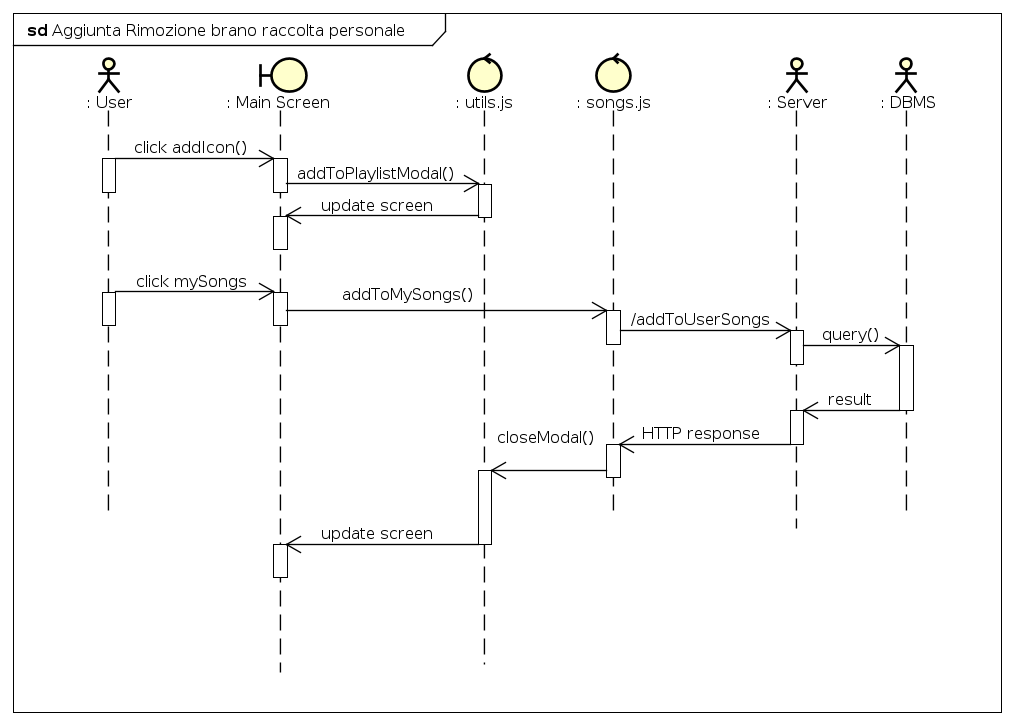 sd Aggiunta Rimozione brano raccolta personale
: User
: Main Screen
: utils.js
: songs.js
: Server
: DBMS
click addIcon()
addToPlaylistModal()
update screen
click mySongs
addToMySongs()
/addToUserSongs
query()
result
HTTP response
closeModal()
update screen